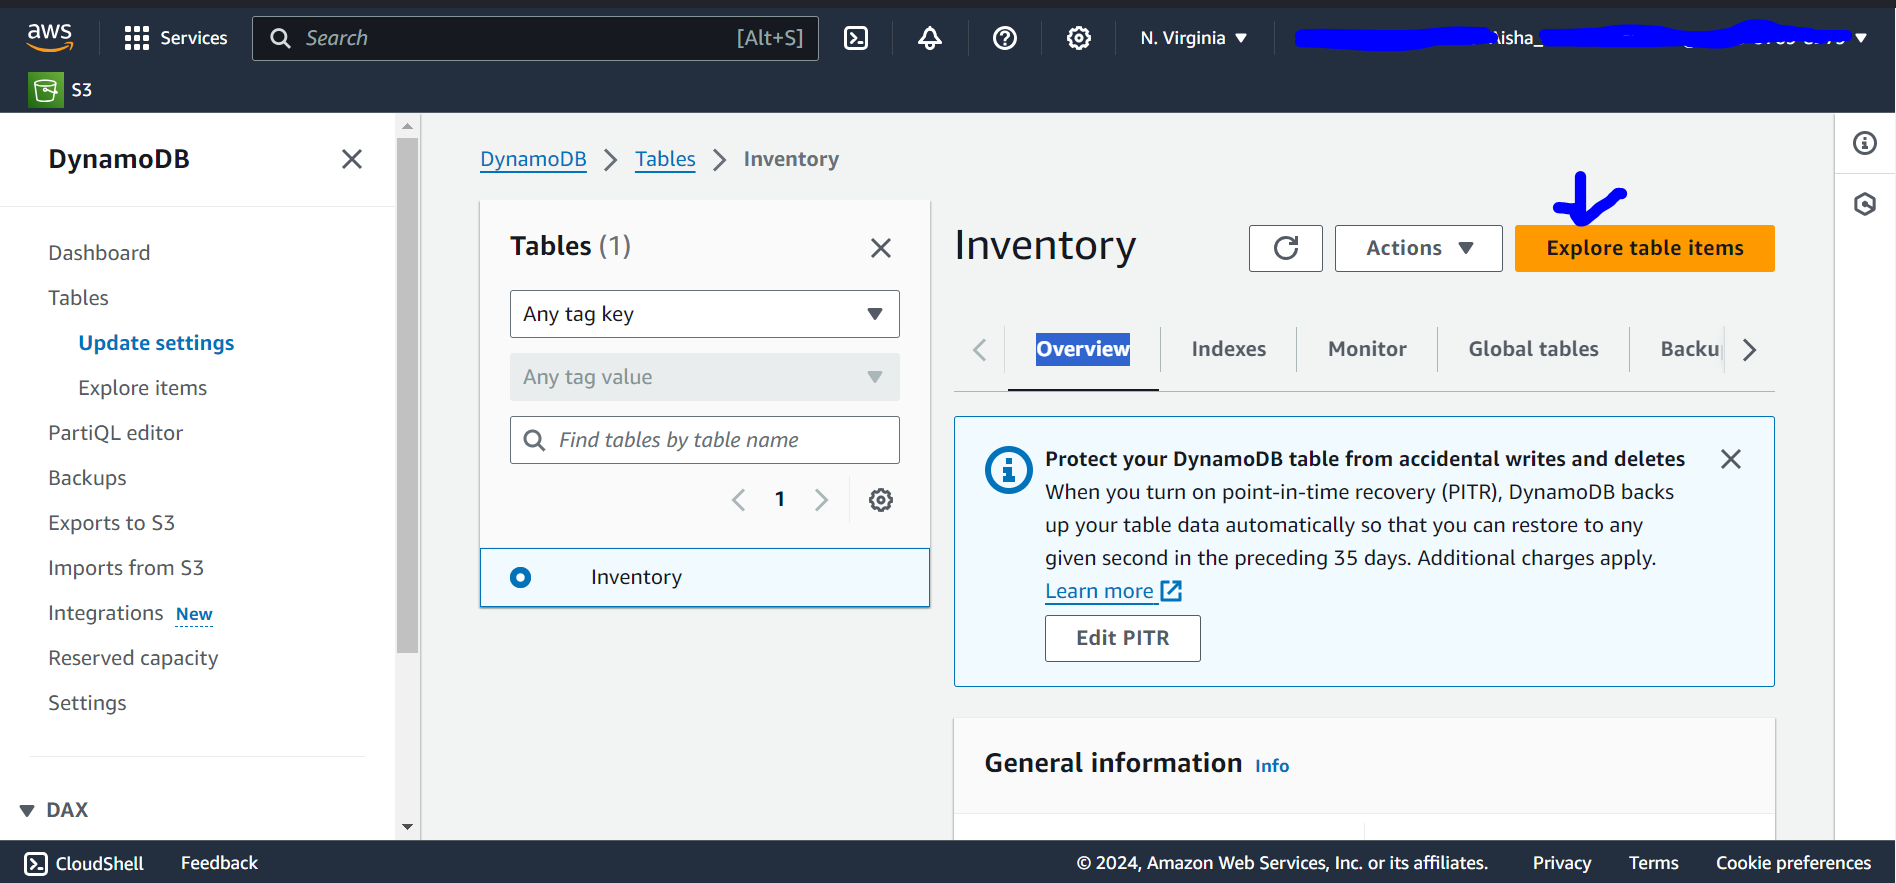 aws
Services
Search
[Alt+S]
N. Virginia
Aisha_
S3
DynamoDB
Dashboard
Tables
Update settings
Explore items
PartiQL editor
Backups
Exports to S3
Imports from S3
Integrations New
Reserved capacity
Settings
DAX
DynamoDB
Tables
Inventory
Tables (1)
Any tag key
Any tag value
Find tables by table name
1
Inventory
Inventory
Actions
Explore table items
Overview
Indexes
Monitor
Global tables
Backu
Protect your DynamoDB table from accidental writes and deletes
When you turn on point-in-time recovery (PITR), DynamoDB backs
up your table data automatically so that you can restore to any
given second in the preceding 35 days. Additional charges apply.
Learn more
Edit PITR
General information Info
CloudShell
Feedback
© 2024, Amazon Web Services, Inc. or its affiliates.
Privacy
Terms
Cookie preferences